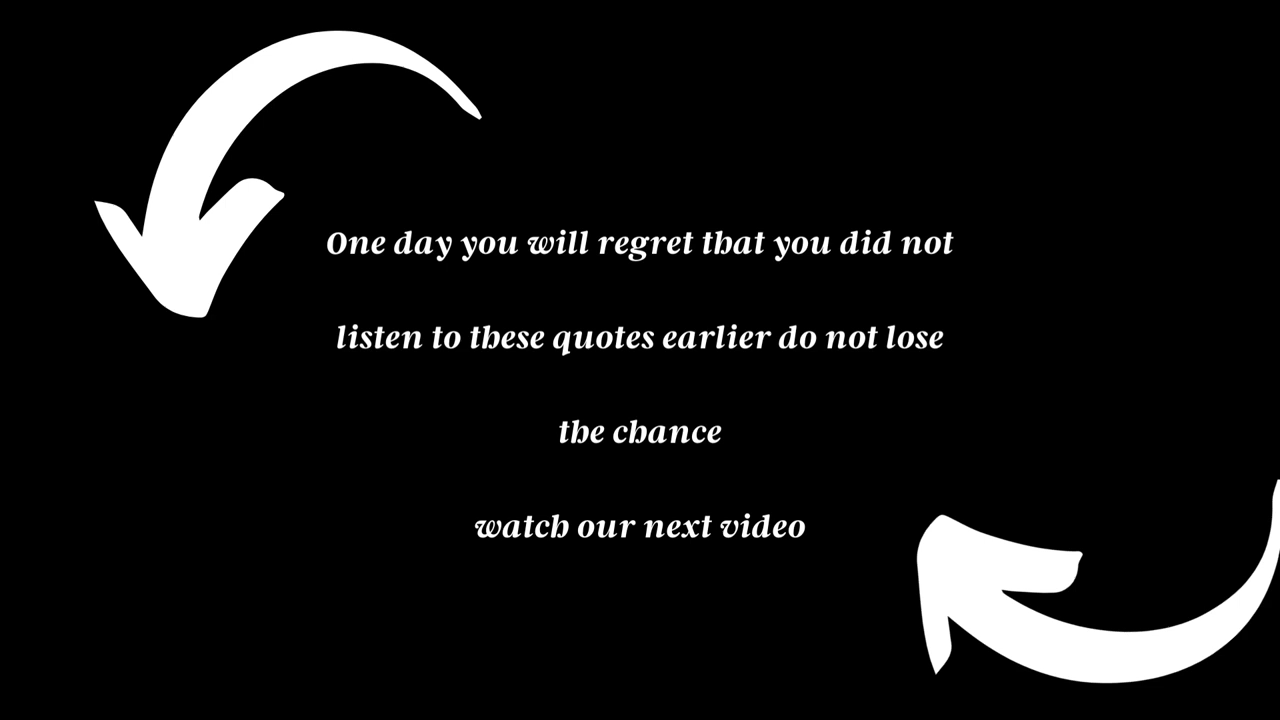 One day you will regret that you did not
listen to these quotes earlier do not lose
the chance
watch our next video